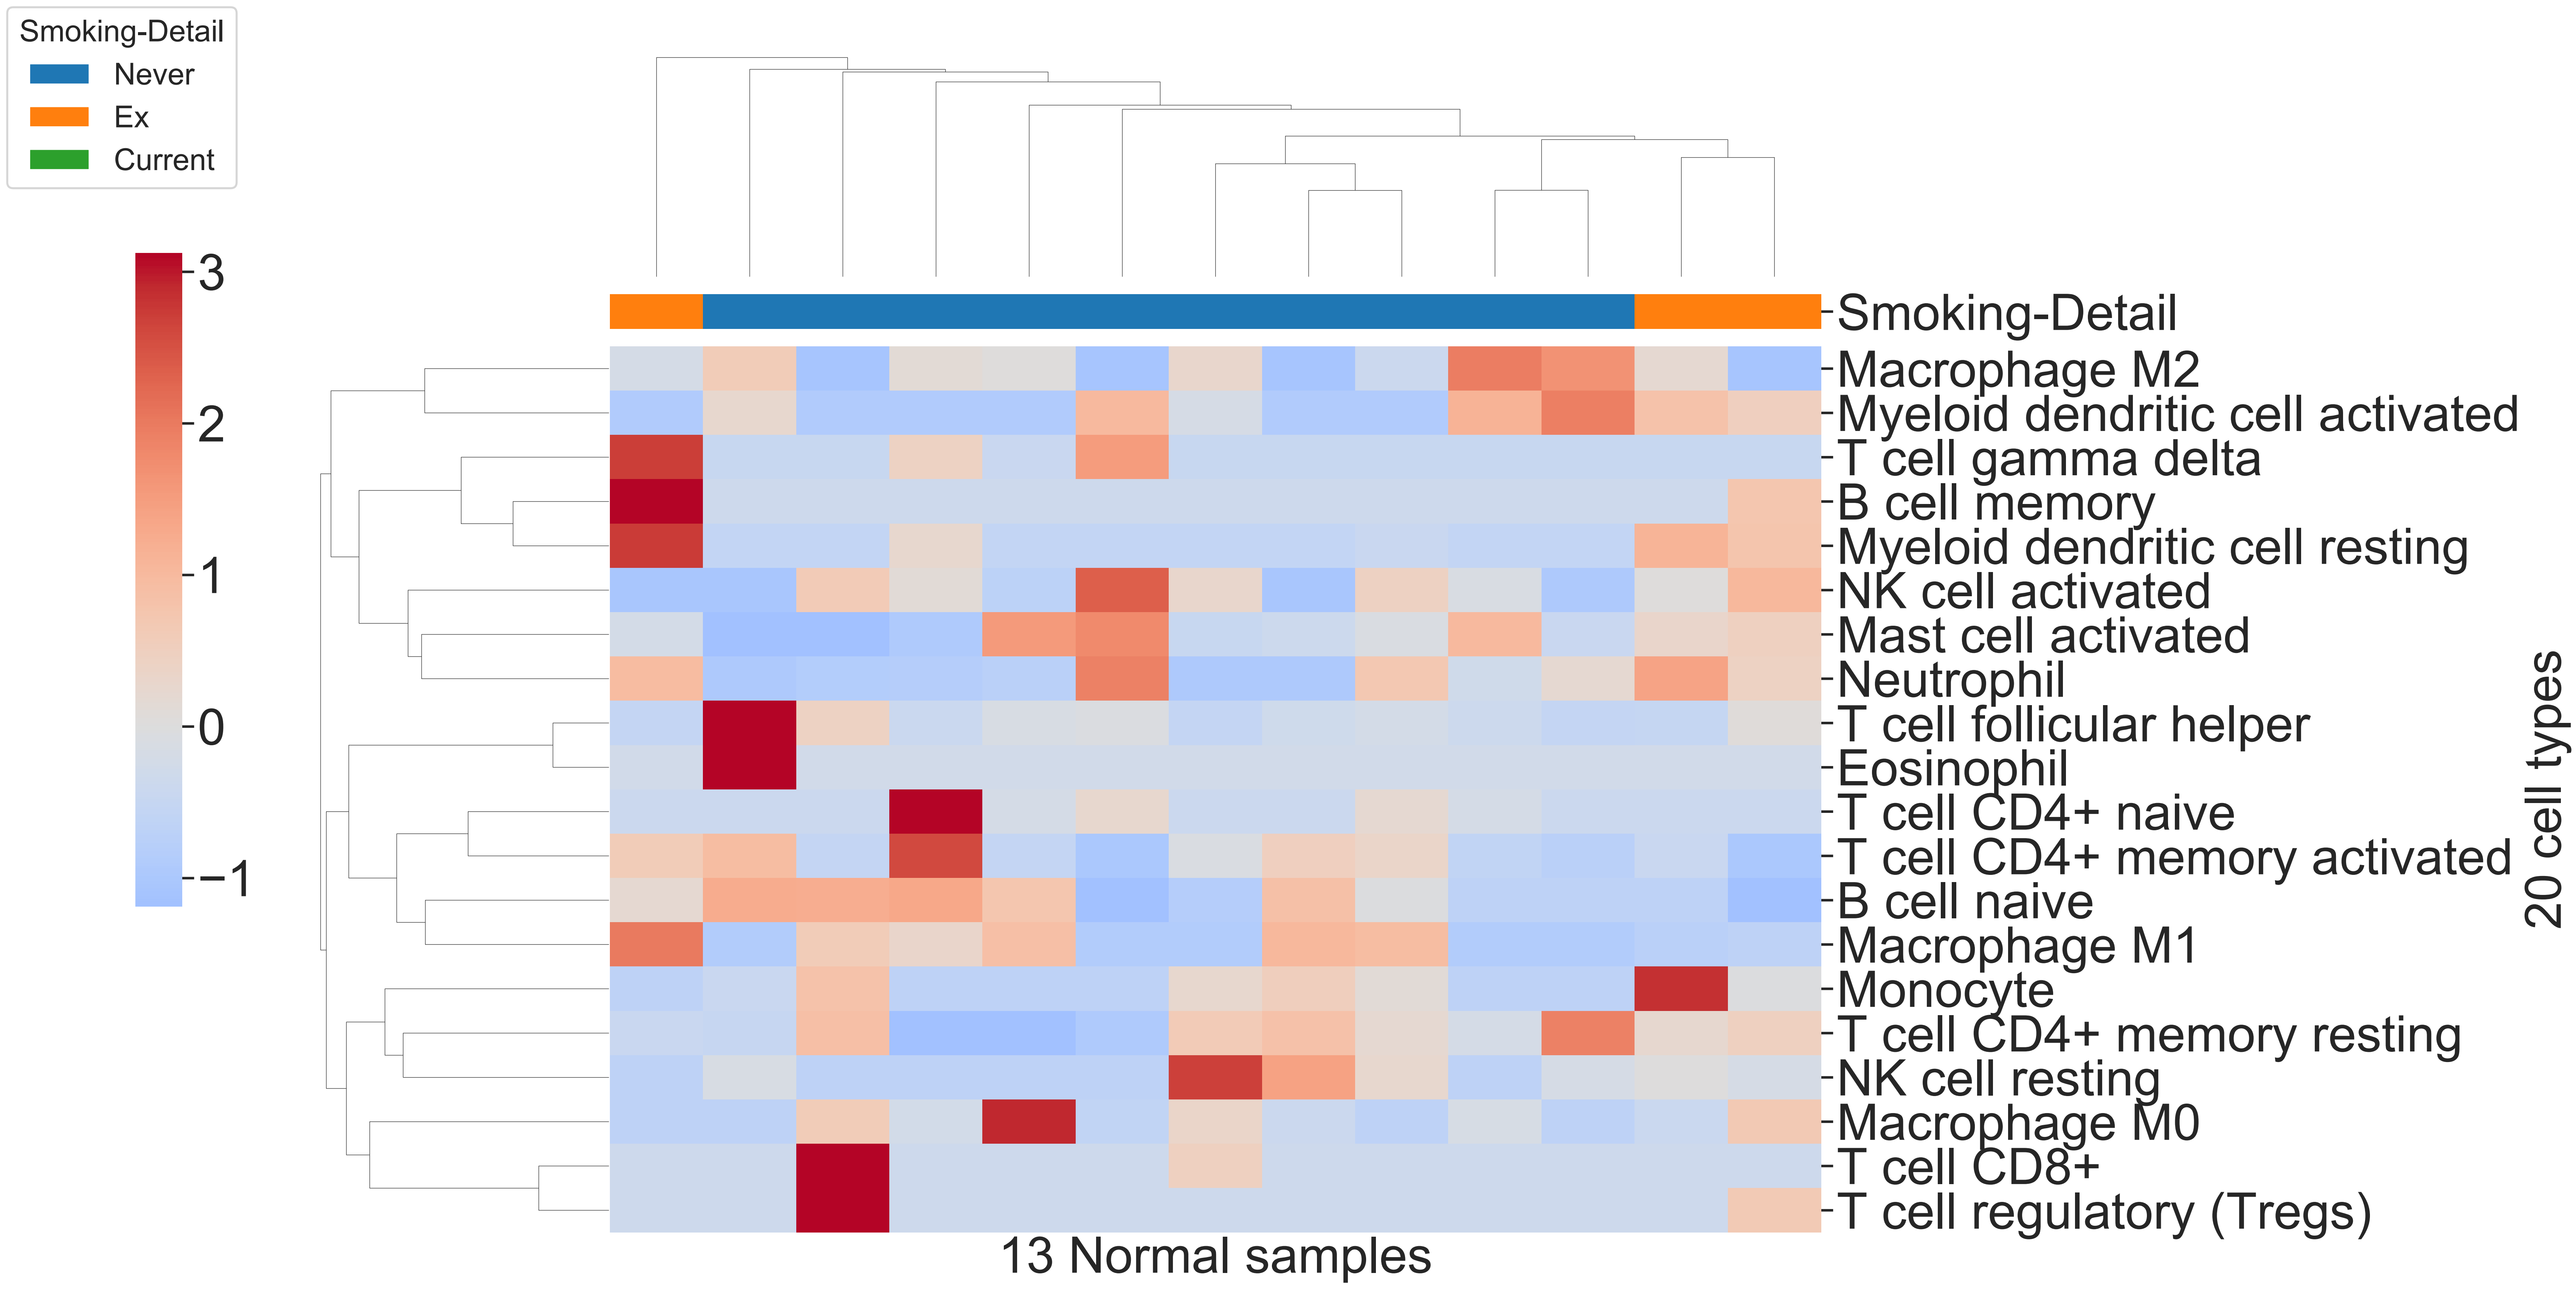 Smoking-Detail
Never
Ex
Current
3
2
1
0
−1
Smoking-Detail
Macrophage M2
Myeloid dendritic cell activated
T cell gamma delta
B cell memory
Myeloid dendritic cell resting
NK cell activated
Mast cell activated
Neutrophil
T cell follicular helper
Eosinophil
T cell CD4+ naive
T cell CD4+ memory activated
B cell naive
Macrophage M1
Monocyte
T cell CD4+ memory resting
NK cell resting
Macrophage M0
T cell CD8+
T cell regulatory (Tregs)
20 cell types
13 Normal samples